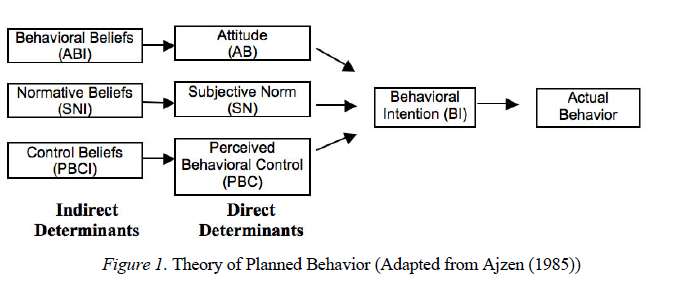 Behavioral Beliefs
(ABI)
Attitude
(AB)
Normative Beliefs
(SNI)
Subjective Norm
(SN)
Behavioral
Intention (BI)
Actual
Behavior
Control Beliefs
(PBCI)
Perceived
Behavioral Control
(PBC)
Indirect
Determinants
Direct
Determinants
Figure 1. Theory of Planned Behavior (Adapted from Ajzen (1985))